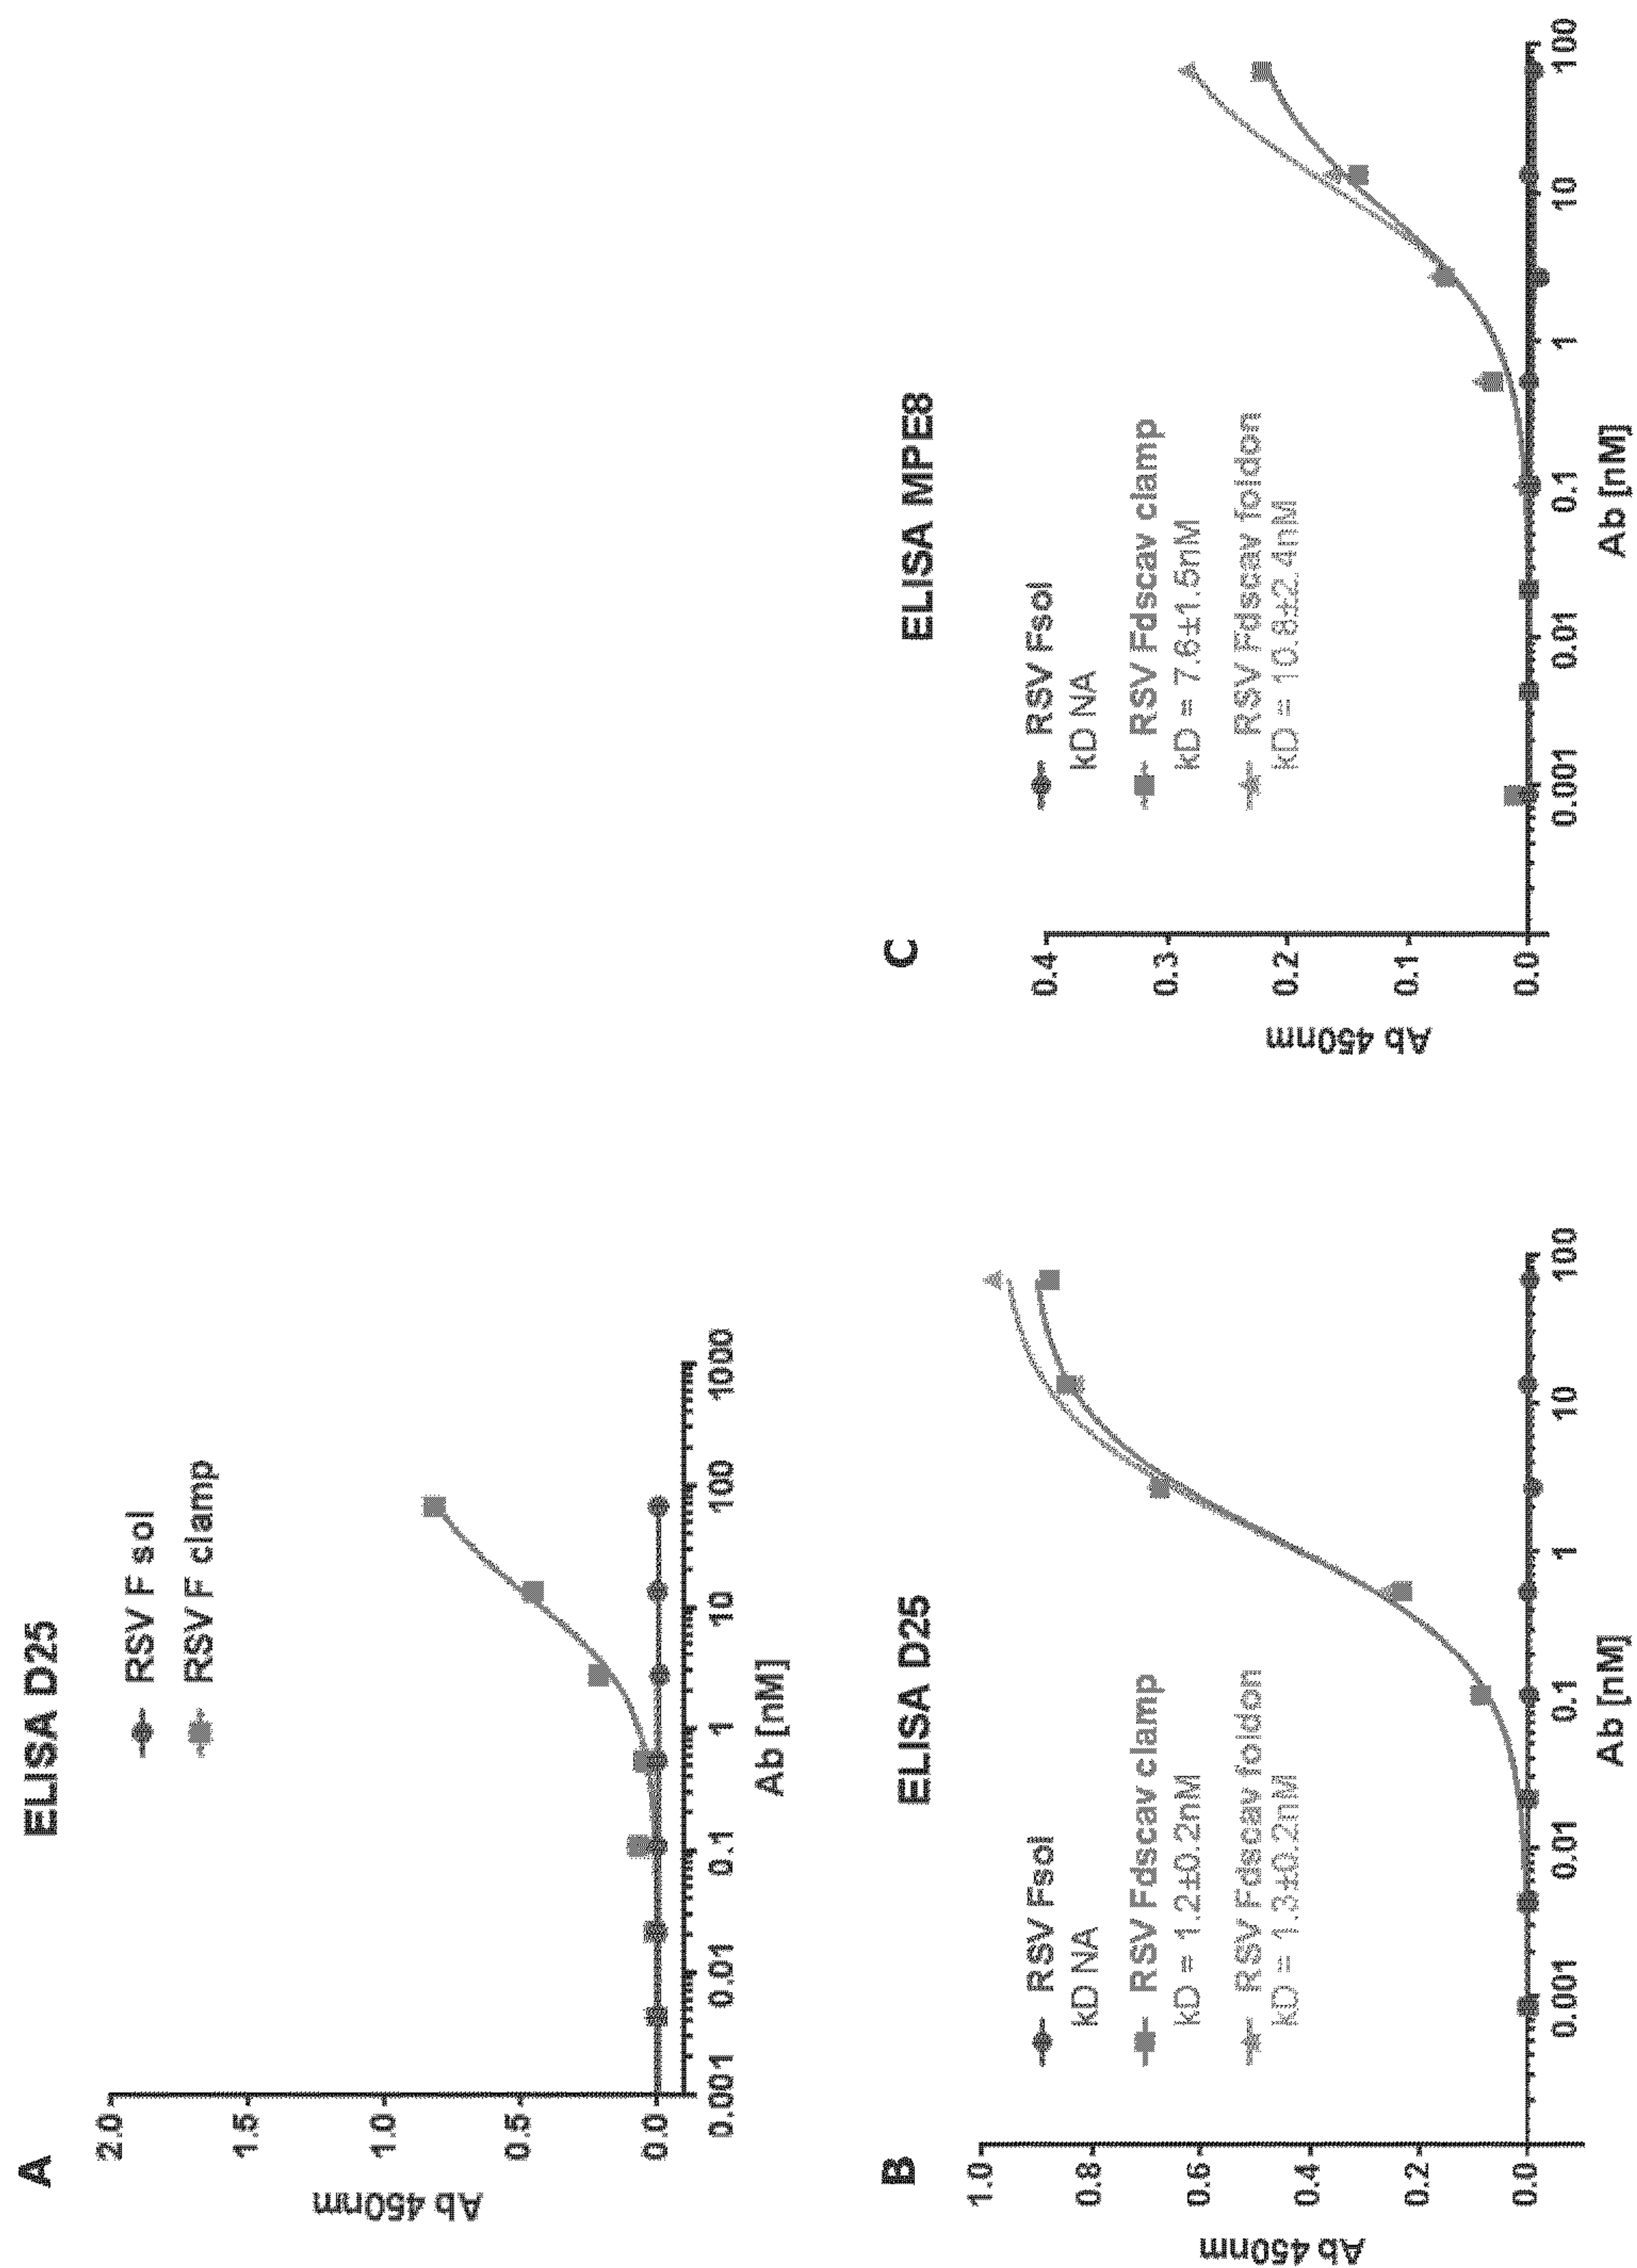 A
ELISA D25
RSV F sol
RSV F clamp
Ab 450nm
2.0
1.5
1.0
0.5
0.0
0.001
0.01
0.1
1
10
100
1000
Ab [nM]
B
ELISA D25
RSV Fsol
kD NA
RSV Fdscav clamp
kD = 1.2±0.2nM
RSV Fdscav foldon
kD = 1.3±0.2nM
Ab 450nm
1.0
0.8
0.6
0.4
0.2
0.0
0.001
0.01
0.1
1
10
100
Ab [nM]
C
ELISA MPE8
RSV Fsol
kD NA
RSV Fdscav clamp
kD = 7.6±1.5nM
RSV Fdscav foldon
kD = 10.8±2.4nM
Ab 450nm
0.4
0.3
0.2
0.1
0.0
0.001
0.01
0.1
1
10
100
Ab [nM]